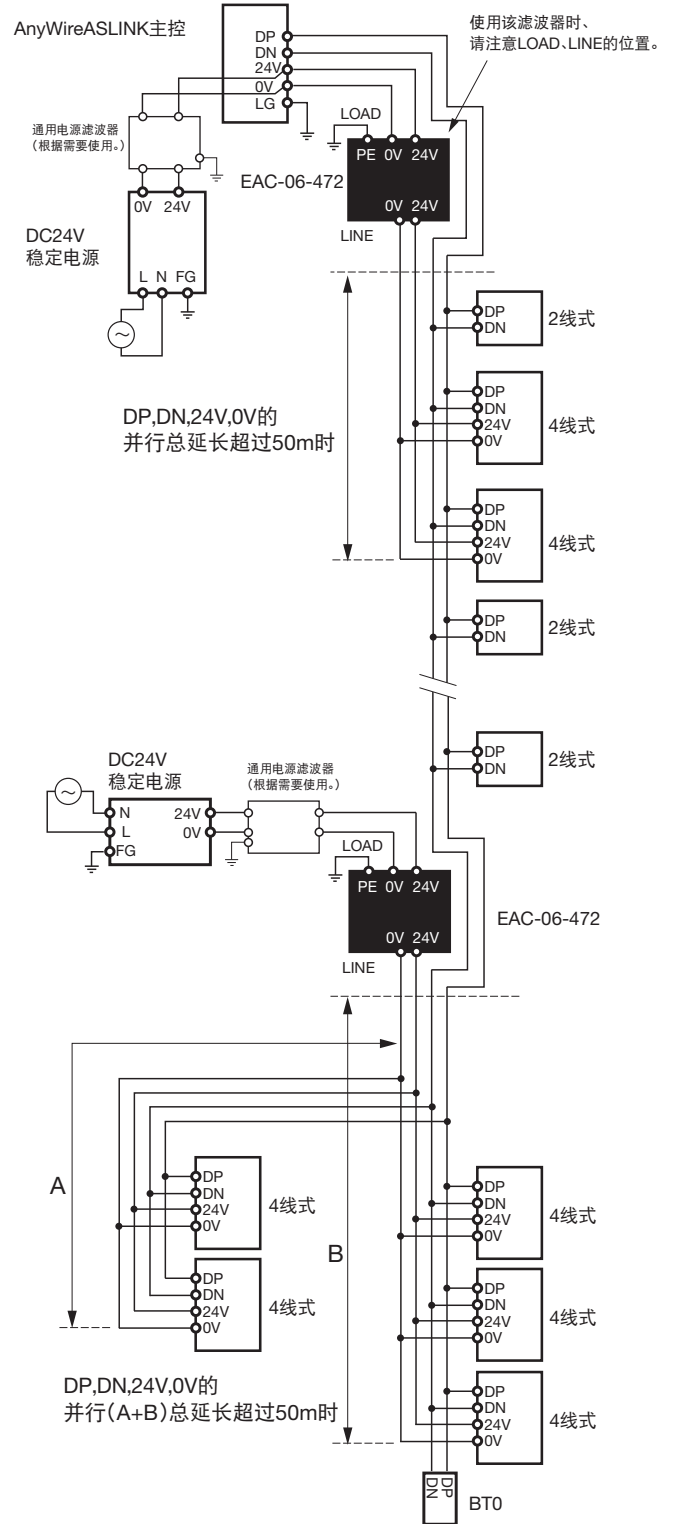 AnyWireASLINK主控
DP
DN
24V
0V
LG
使用该滤波器时、
请注意LOAD、LINE的位置。
通用电源滤波器
（根据需要使用。）
LOAD
PE 0V 24V
EAC-06-472
0V 24V
LINE
0V 24V
DC24V
稳定电源
L N FG
DP
DN
2线式
DP,DN,24V,0V的
并行总延长超过50m时
DP
DN
24V
0V
4线式
DP
DN
24V
0V
4线式
DP
DN
2线式
DP
DN
2线式
DC24V
稳定电源
通用电源滤波器
（根据需要使用。）
N
L
FG
24V
0V
LOAD
PE 0V 24V
EAC-06-472
0V 24V
LINE
A
B
DP
DN
24V
0V
4线式
DP
DN
24V
0V
4线式
DP
DN
24V
0V
4线式
DP
DN
24V
0V
4线式
DP
DN
24V
0V
4线式
DP,DN,24V,0V的
并行（A+B）总延长超过50m时
DP
DN
BT0